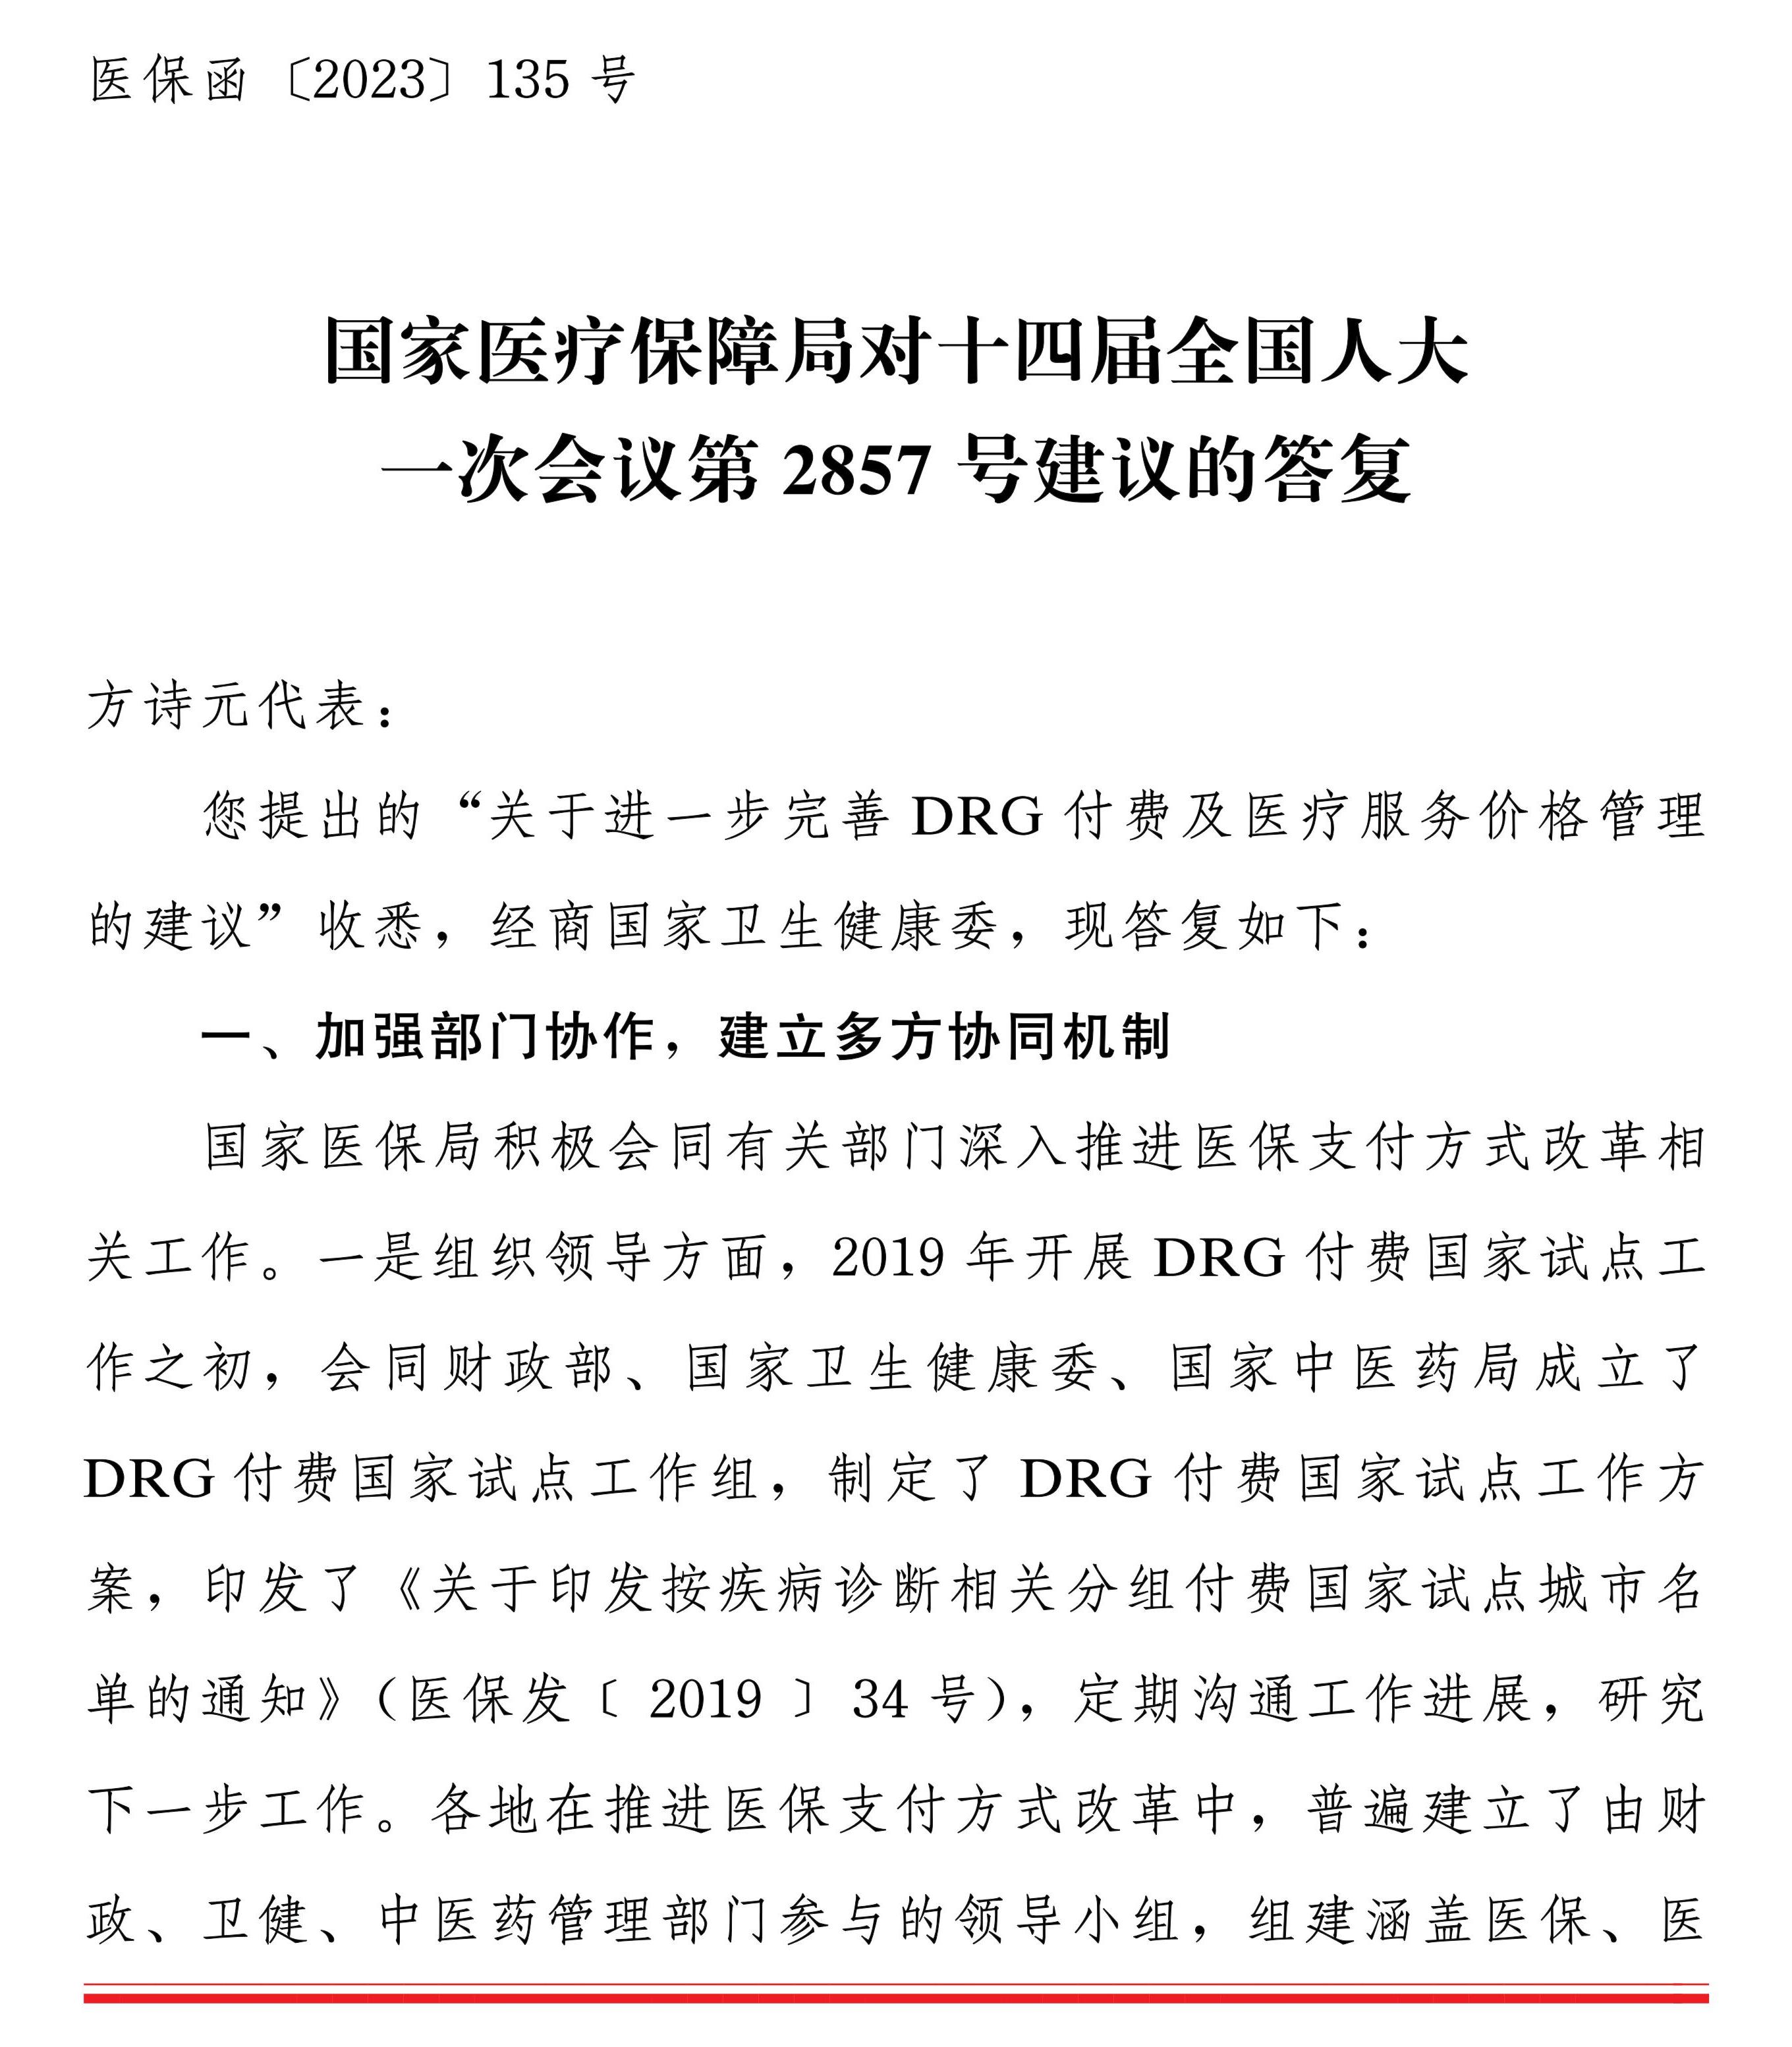 医保函〔2023〕135 号
国家医疗保障局对十四届全国人大
一次会议第 2857 号建议的答复
方诗元代表：
您提出的“关于进一步完善 DRG 付费及医疗服务价格管理
的建议”收悉，经商国家卫生健康委，现答复如下：
一、加强部门协作，建立多方协同机制
国家医保局积极会同有关部门深入推进医保支付方式改革相
关工作。一是组织领导方面，2019 年开展 DRG 付费国家试点工
作之初，会同财政部、国家卫生健康委、国家中医药局成立了
DRG 付费国家试点工作组，制定了 DRG 付费国家试点工作方
案，印发了《关于印发按疾病诊断相关分组付费国家试点城市名
单的通知》（医保发〔 2019 〕 34 号），定期沟通工作进展，研究
下一步工作。各地在推进医保支付方式改革中，普遍建立了由财
政、卫健、中医药管理部门参与的领导小组，组建涵盖医保、医